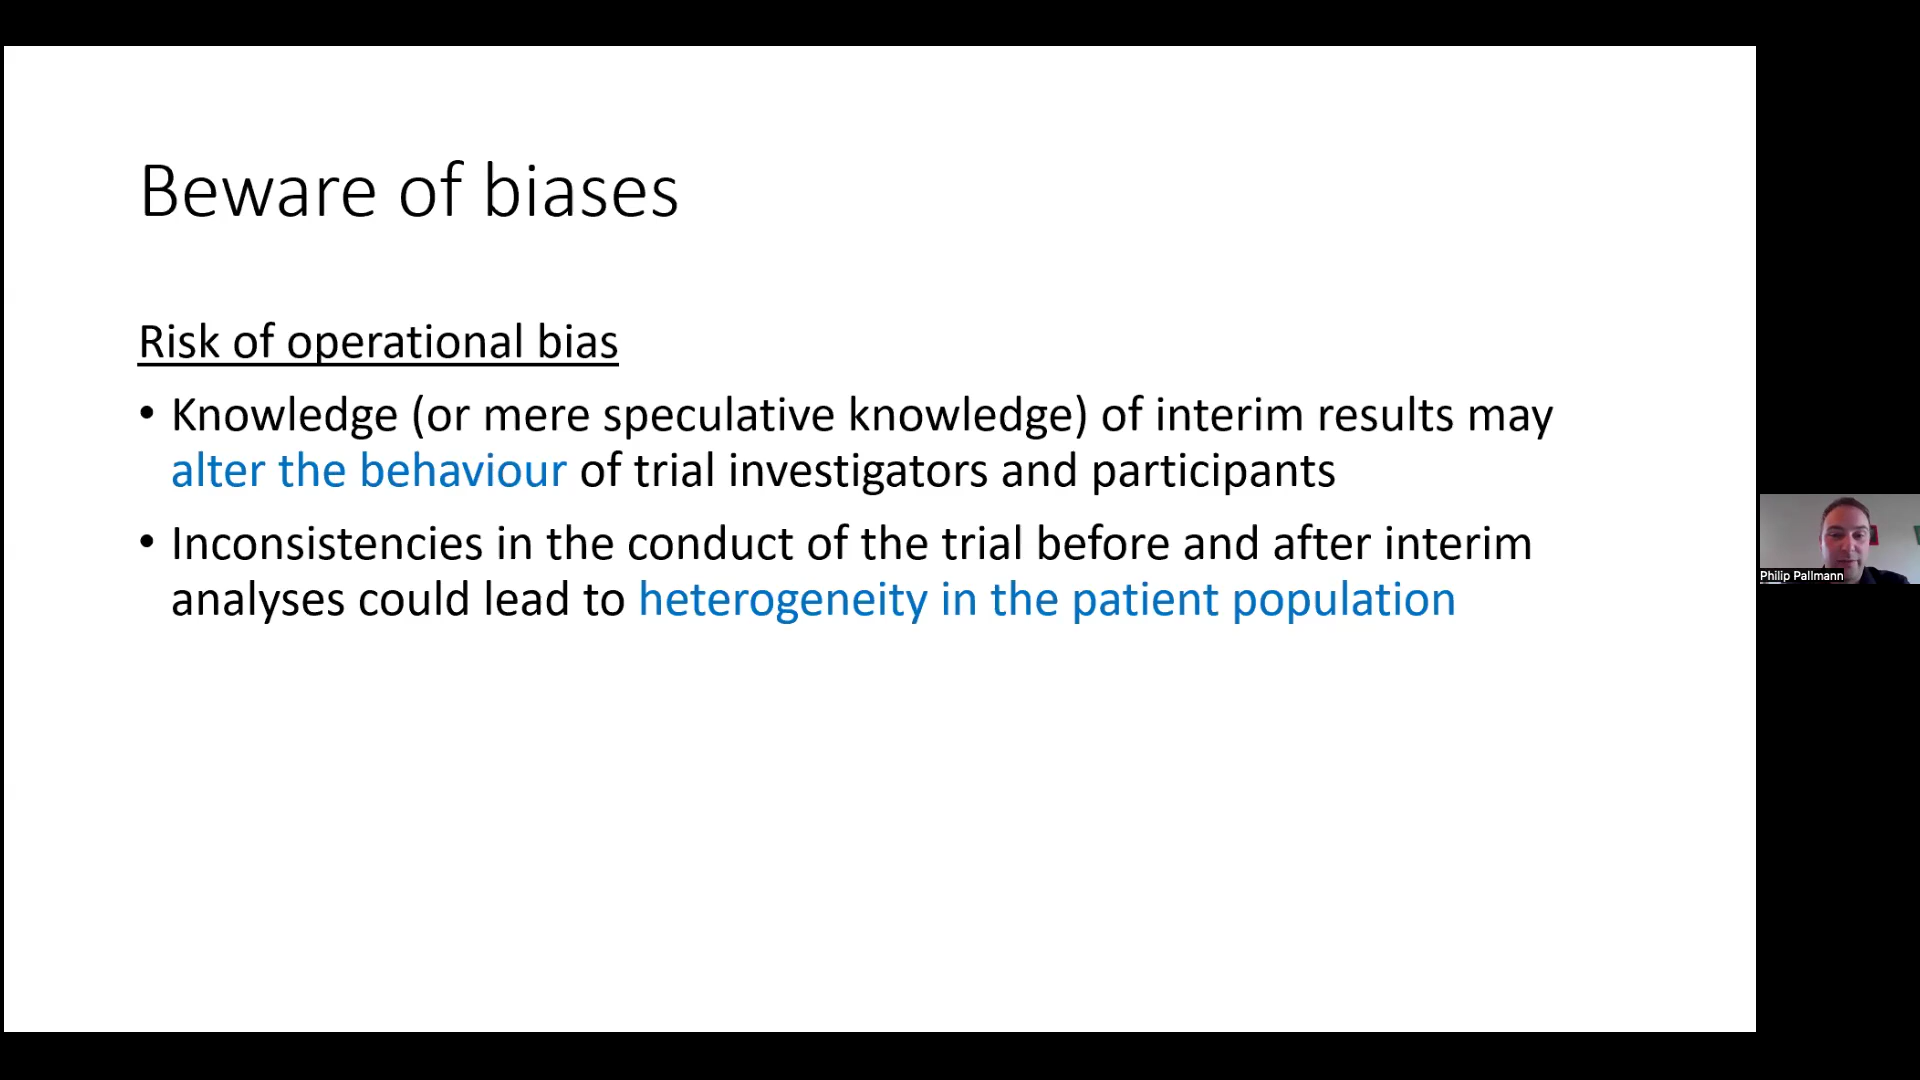 Beware of biases
Risk of operational bias
• Knowledge (or mere speculative knowledge) of interim results may
alter the behaviour of trial investigators and participants
• Inconsistencies in the conduct of the trial before and after interim
analyses could lead to heterogeneity in the patient population
Philip Pallmann